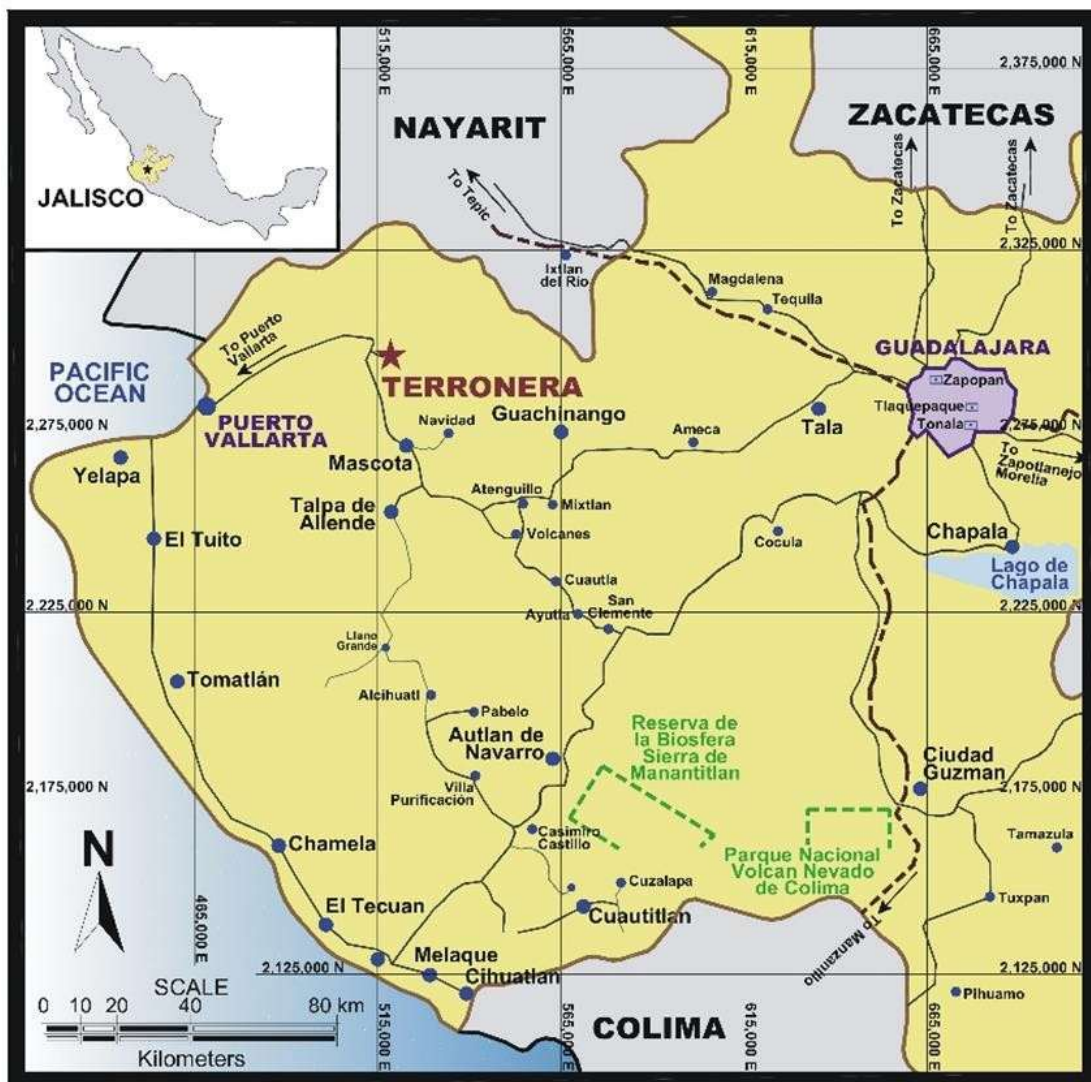 JALISCO
515,000 E
565,000 E
615,000 E
665,000 E
2,375,000 N
NAYARIT
ZACATECAS
To Tepic
To Zacatecas
To Zacatecas
2,325,000 N
Ixtlan
del Río
Magdalena
Tequila
To Puerto
Vallarta
PACIFIC
OCEAN
TERRONERA
GUADALAJARA
Zapopan
Tlaquepaque
Tonala
2,275,000 N
PUERTO
VALLARTA
Navidad
Guachinango
Ameca
Tala
2,275,000 N
To
Zapotlanejo
Morelia
Yelapa
Mascota
Talpa de
Allende
Atenguillo
Mixtlan
Volcanes
Cocula
Chapala
Lago de
Chapala
El Tuito
Cuautla
Ayutla
San
Clemente
2,225,000 N
2,225,000 N
Llano
Grande
Tomatlán
Alcihuatl
Pabelo
Autlan de
Navarro
Reserva de
la Biosfera
Sierra de
Manantitlan
Ciudad
Guzman
2,175,000 N
2,175,000 N
Villa
Purificación
Casimiro
Castillo
Tamazula
Chamela
Parque Nacional
Volcan Nevado
de Colima
N
Cuzalapa
Tuxpan
El Tecuan
Cuautitlan
To Manzanillo
465,000 E
Melaque
Cihuatlan
2,125,000 N
2,125,000 N
PIhuamo
SCALE
0 10 20 40 80 km
Kilometers
515,000 E
565,000 E
COLIMA
615,000 E
665,000 E